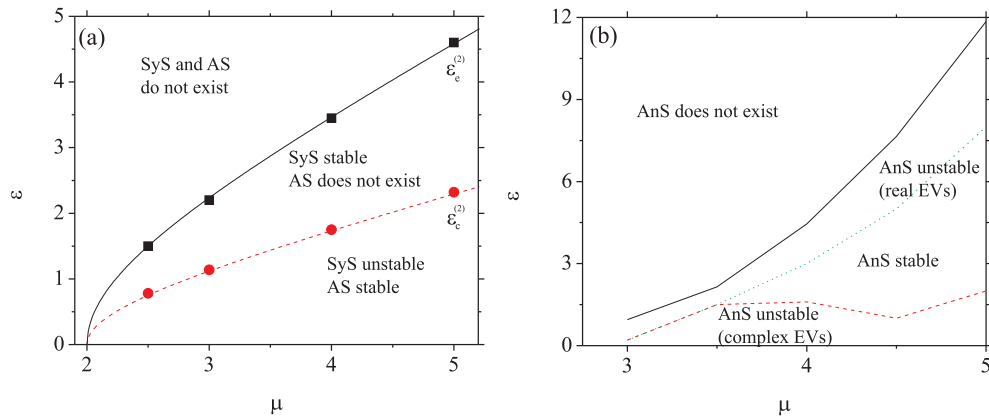 (a)
SyS and AS
do not exist
ε_e^(2)
SyS stable
AS does not exist
ε_c^(2)
SyS unstable
AS stable
5
4
3
2
1
0
ε
2 3 4 5
μ
(b)
AnS does not exist
AnS unstable
(real EVs)
AnS stable
AnS unstable
(complex EVs)
12
9
6
3
0
ε
3 4 5
μ